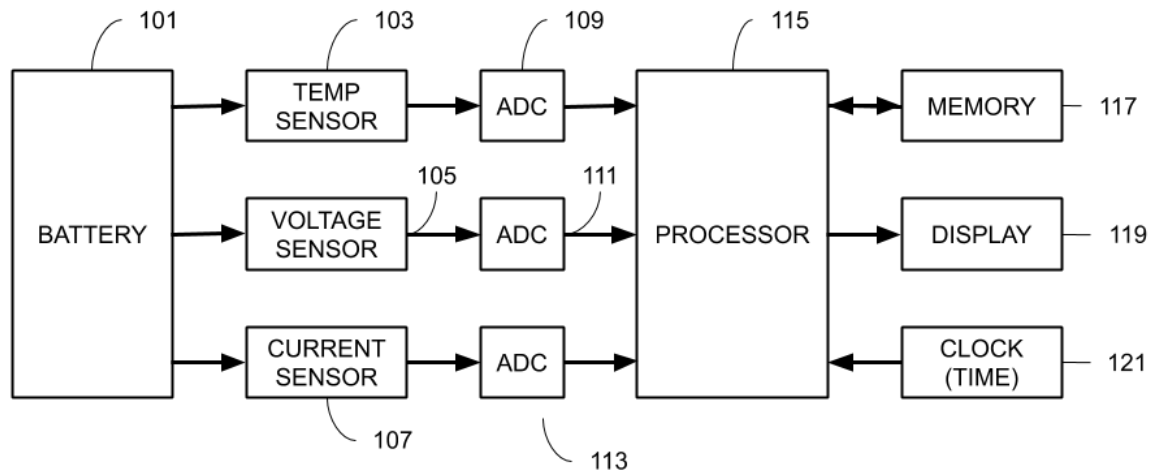 101
103
109
115
BATTERY
TEMP
SENSOR
ADC
PROCESSOR
MEMORY
117
105
111
VOLTAGE
SENSOR
ADC
DISPLAY
119
CURRENT
SENSOR
ADC
CLOCK
(TIME)
121
107
113